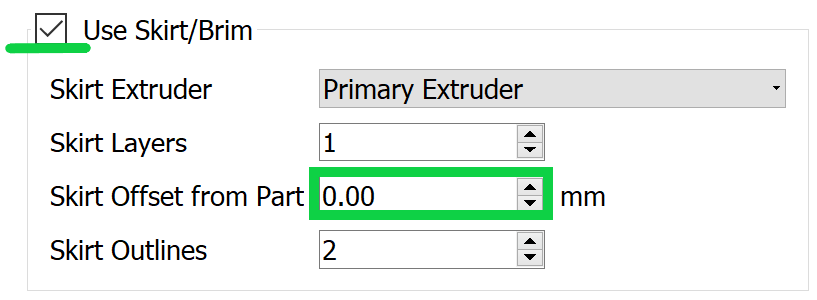 Use Skirt/Brim
Skirt Extruder Primary Extruder
Skirt Layers 1
Skirt Offset from Part 0.00 mm
Skirt Outlines 2